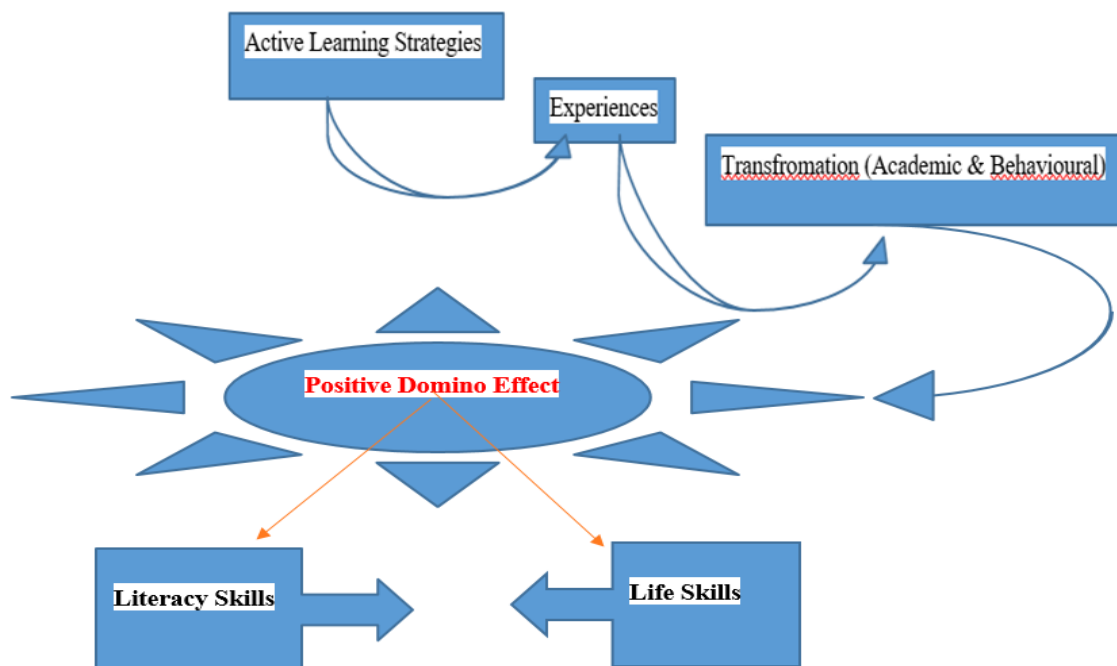 Active Learning Strategies
Experiences
Transfromation (Academic & Behavioural)
Positive Domino Effect
Literacy Skills
Life Skills